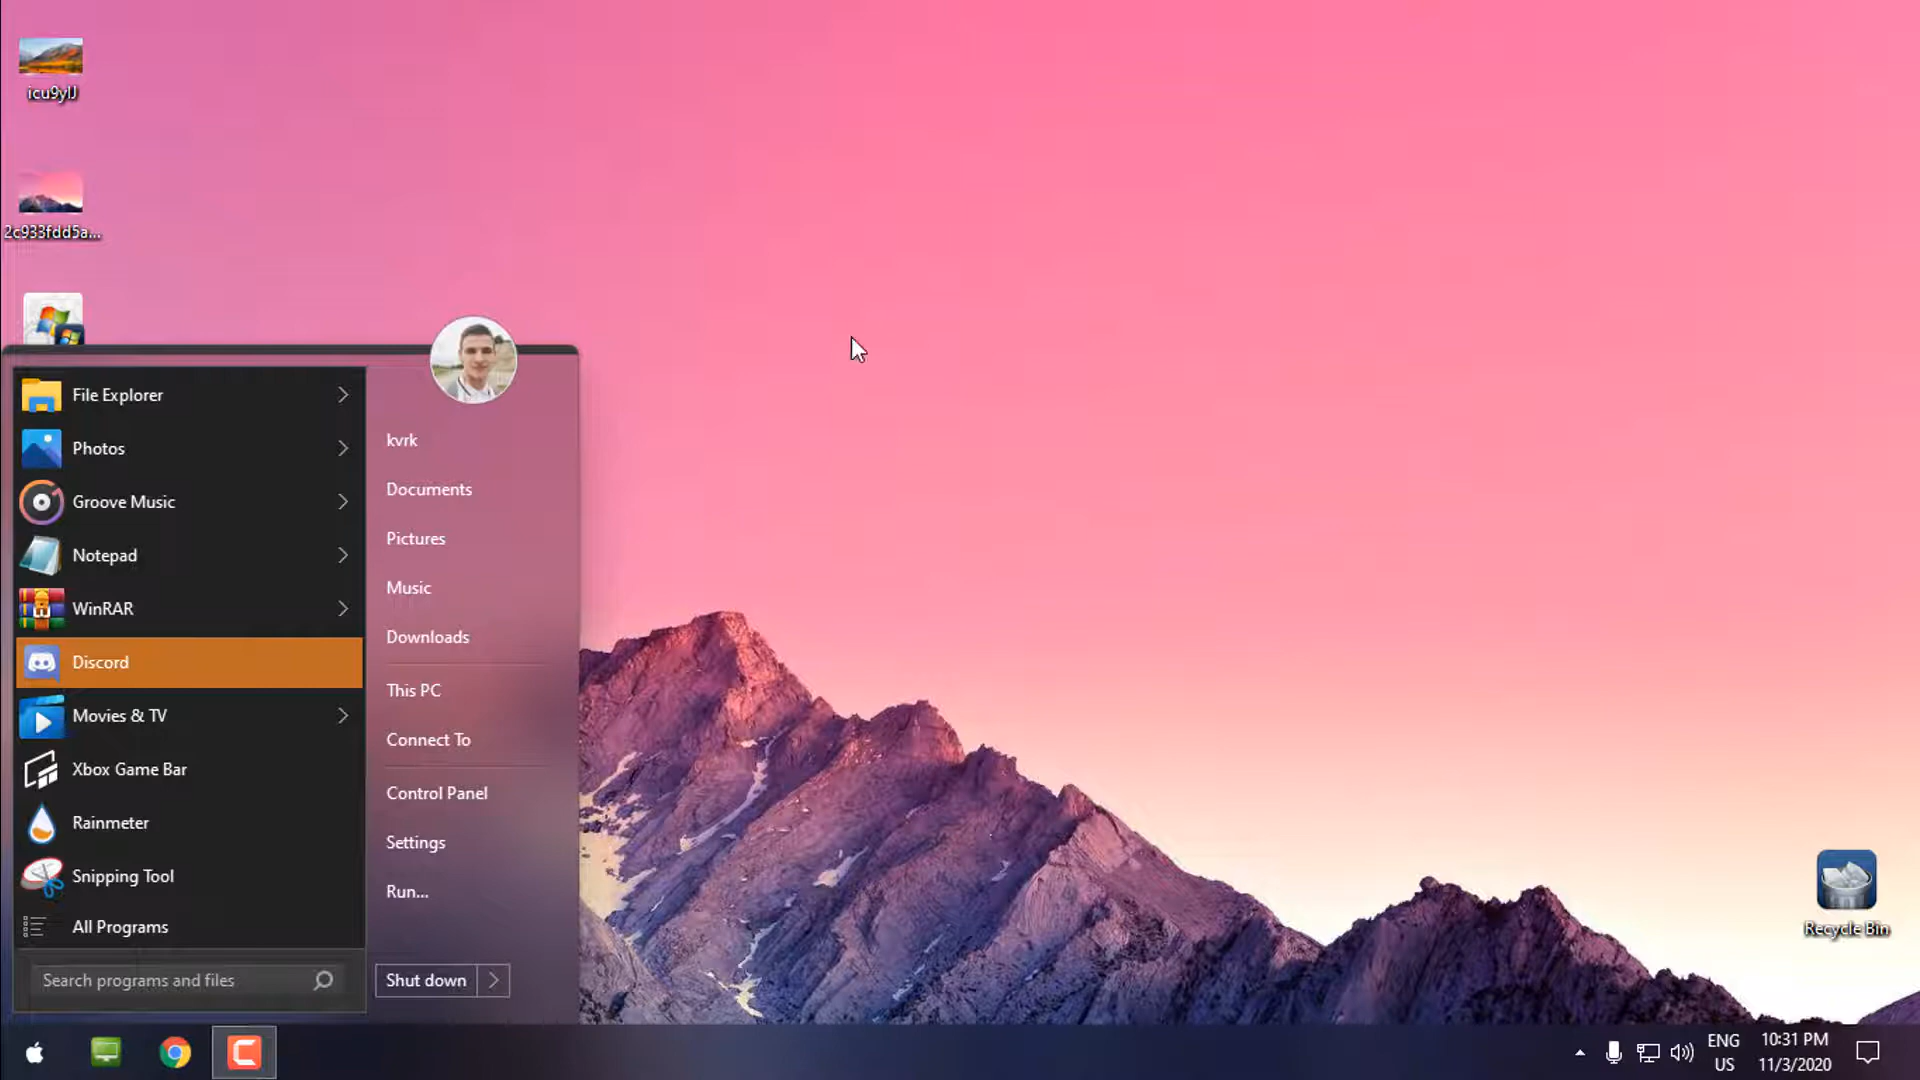 icu9ylJ
2c933fdd5a...
File Explorer
Photos
Groove Music
Notepad
WinRAR
Discord
Movies & TV
Xbox Game Bar
Rainmeter
Snipping Tool
All Programs
Search programs and files
kvrk
Documents
Pictures
Music
Downloads
This PC
Connect To
Control Panel
Settings
Run...
Shut down
Recycle Bin
ENG
US
10:31 PM
11/3/2020